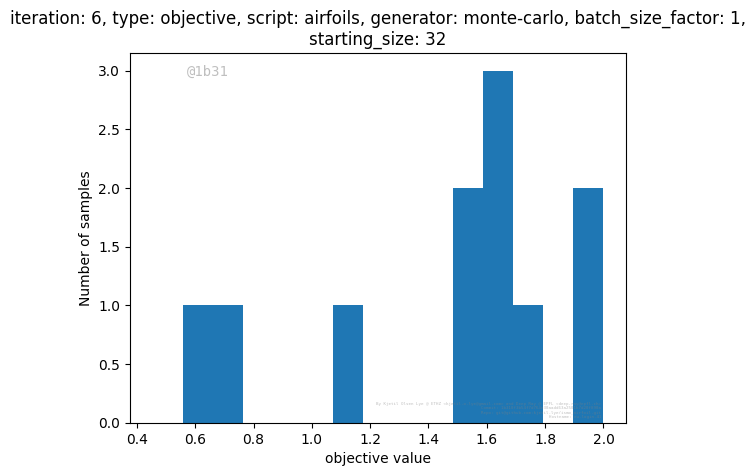 iteration: 6, type: objective, script: airfoils, generator: monte-carlo, batch_size_factor: 1,
starting_size: 32
@1b31
3.0
2.5
2.0
1.5
1.0
0.5
0.0
Number of samples
0.4 0.6 0.8 1.0 1.2 1.4 1.6 1.8 2.0
objective value